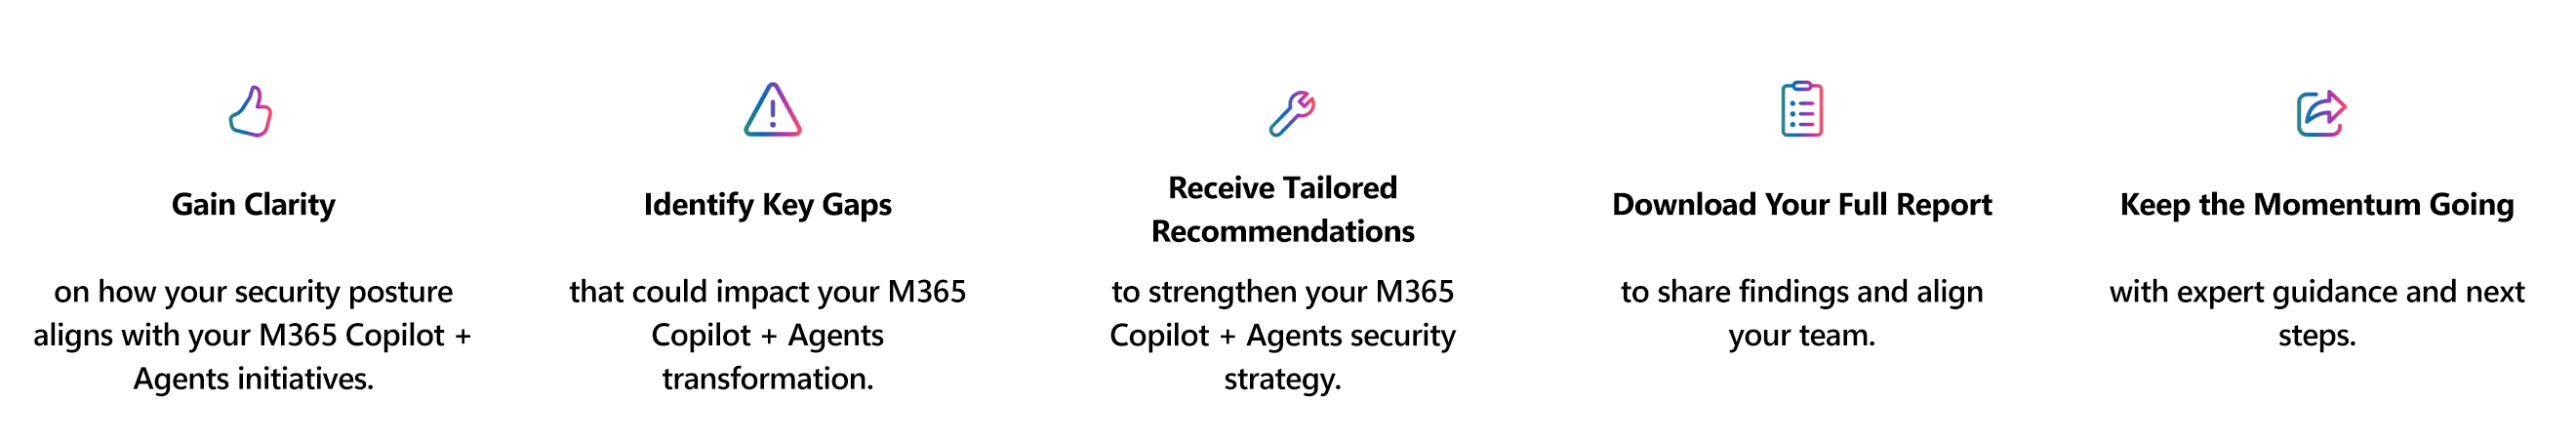 Gain Clarity
on how your security posture
aligns with your M365 Copilot +
Agents initiatives.
Identify Key Gaps
that could impact your M365
Copilot + Agents
transformation.
Receive Tailored
Recommendations
to strengthen your M365
Copilot + Agents security
strategy.
Download Your Full Report
to share findings and align
your team.
Keep the Momentum Going
with expert guidance and next
steps.